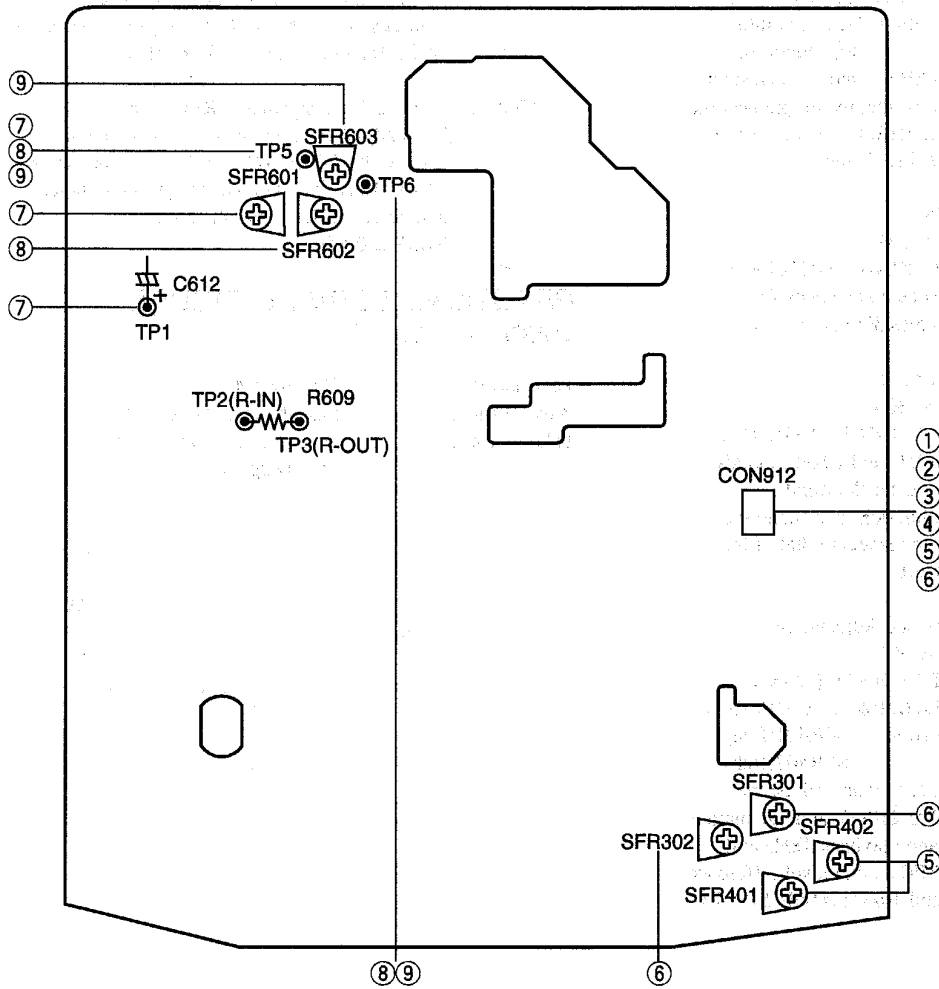 ⑨
⑦
SFR603
⑧
TP5
⑨
SFR601
TP6
⑦
⑧
SFR602
C612
+
⑦
TP1
TP2(R-IN)
R609
TP3(R-OUT)
①
②
CON912
③
④
⑤
⑥
SFR301
⑥
SFR402
SFR302
⑤
SFR401
⑧⑨
⑥